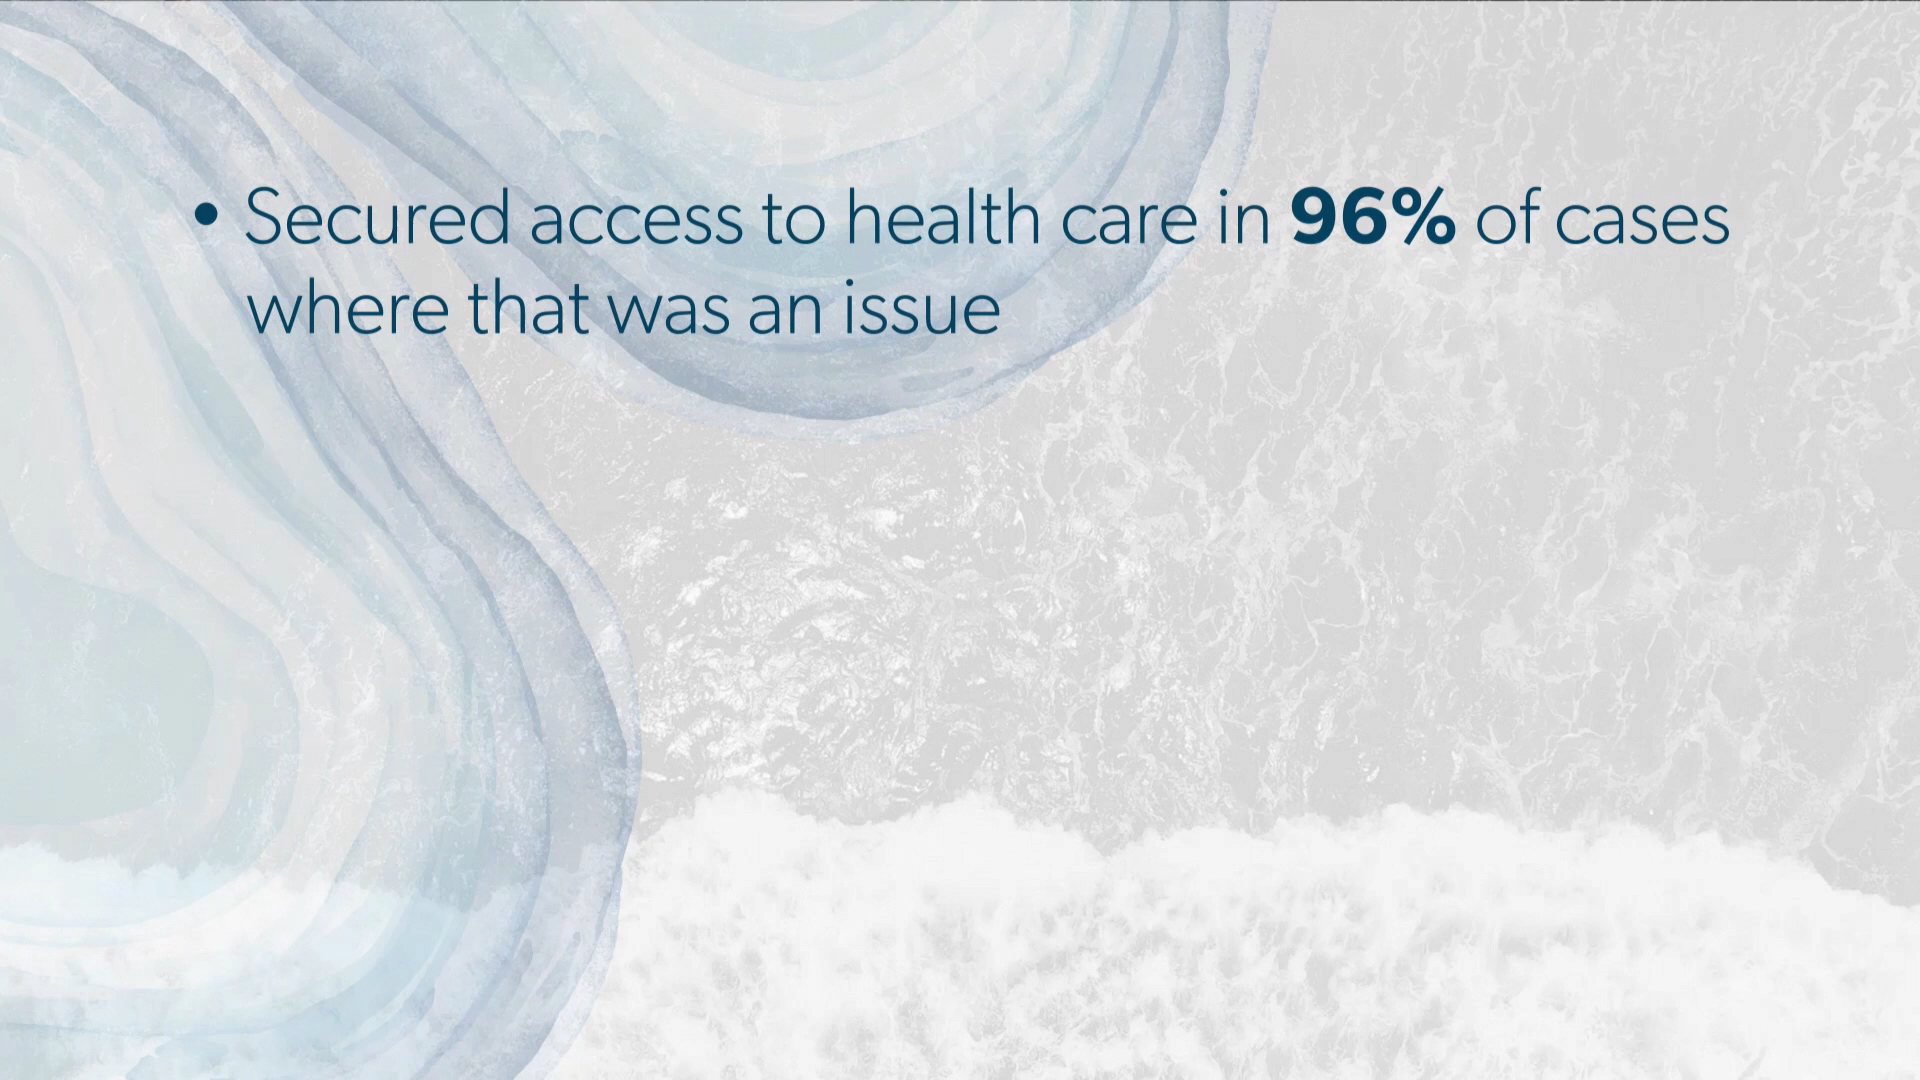 • Secured access to health care in 96% of cases
where that was an issue